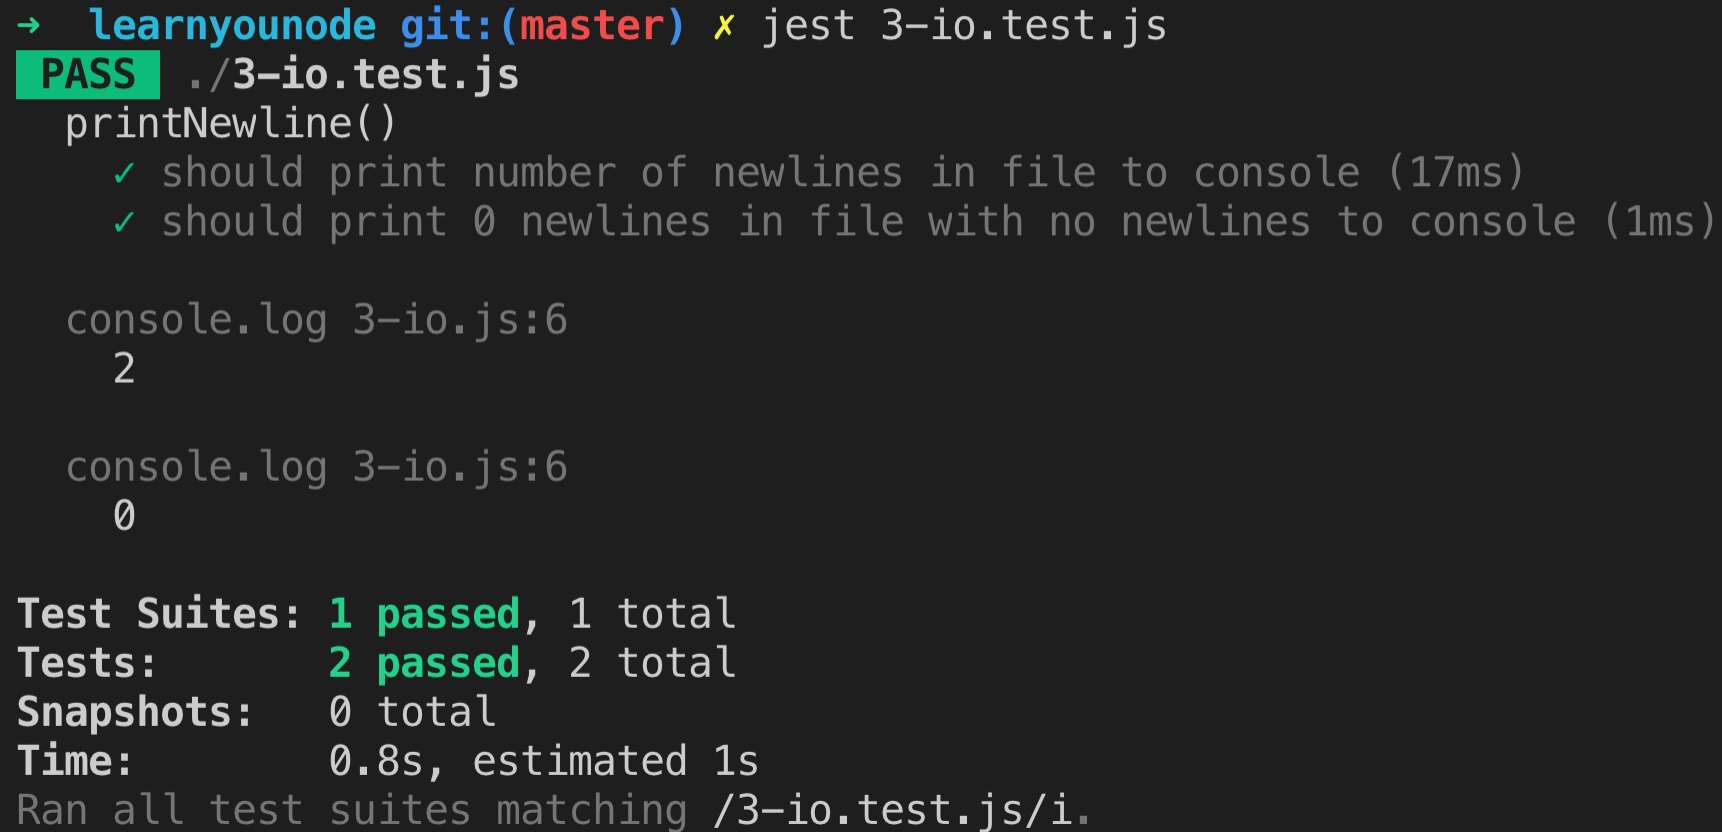 ➜  learnyounode git:(master) ✗ jest 3-io.test.js
PASS ./3-io.test.js
printNewline()
✓ should print number of newlines in file to console (17ms)
✓ should print 0 newlines in file with no newlines to console (1ms)
console.log 3-io.js:6
2
console.log 3-io.js:6
0
Test Suites: 1 passed, 1 total
Tests: 2 passed, 2 total
Snapshots: 0 total
Time: 0.8s, estimated 1s
Ran all test suites matching /3-io.test.js/i.